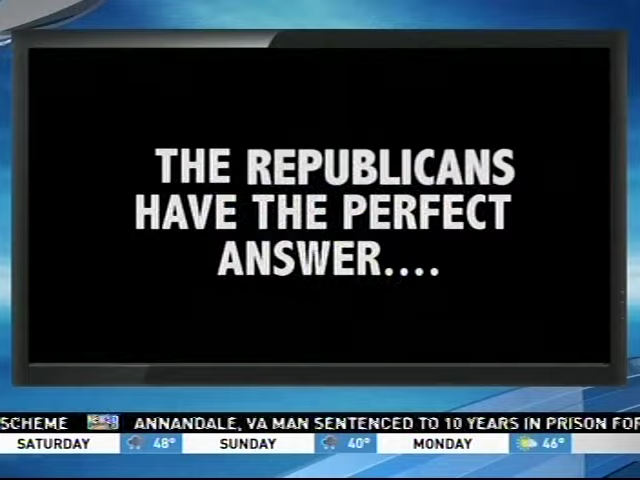 THE REPUBLICANS
HAVE THE PERFECT
ANSWER....
SCHEME ANNANDALE, VA MAN SENTENCED TO 10 YEARS IN PRISON FOR
SATURDAY 48° SUNDAY 40° MONDAY 46°